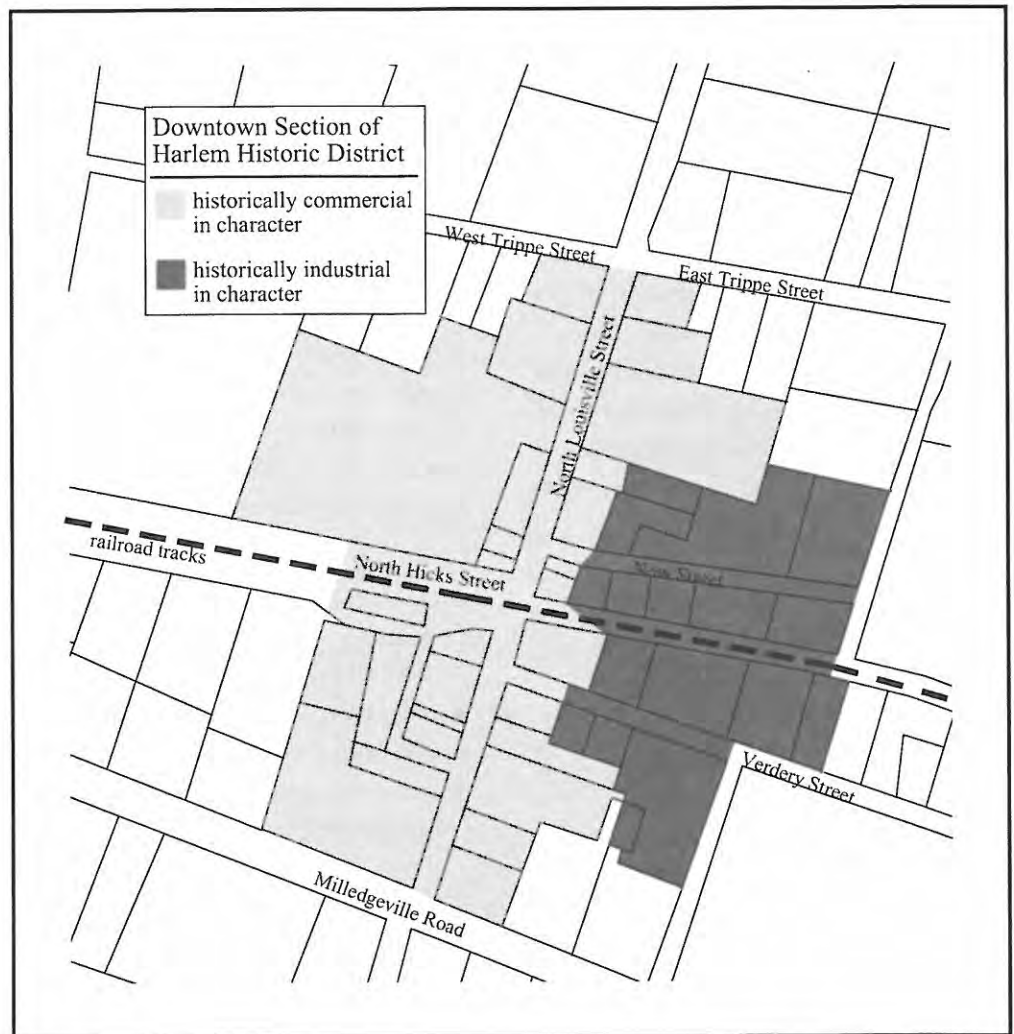 Downtown Section of
Harlem Historic District
historically commercial
in character
historically industrial
in character
West Trippe Street
East Trippe Street
North Louisville Street
railroad tracks
North Hicks Street
Verdery Street
Milledgeville Road